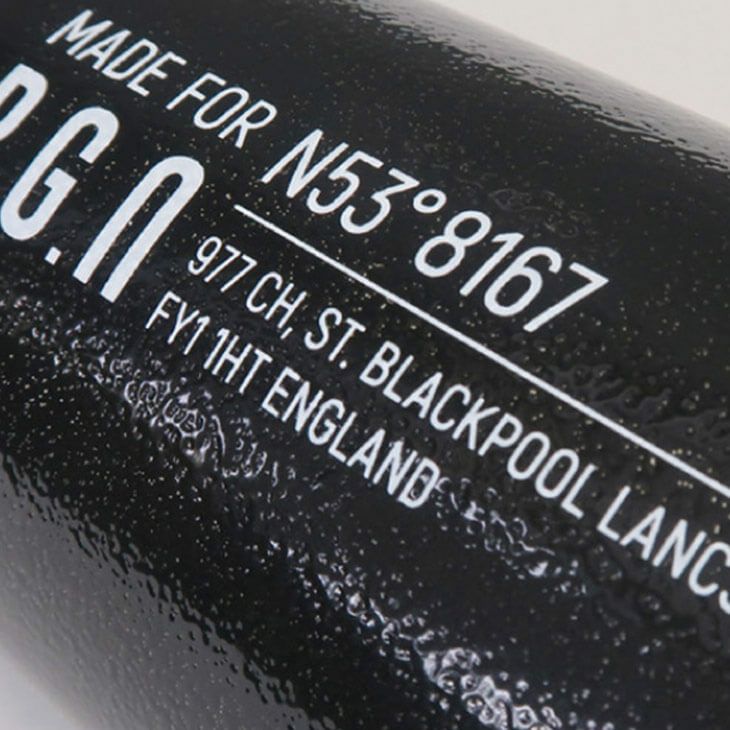 MADE FOR
P.G.N
N53°8167
977 CH, ST. BLACKPOOL LANCS
FY1 1HT ENGLAND